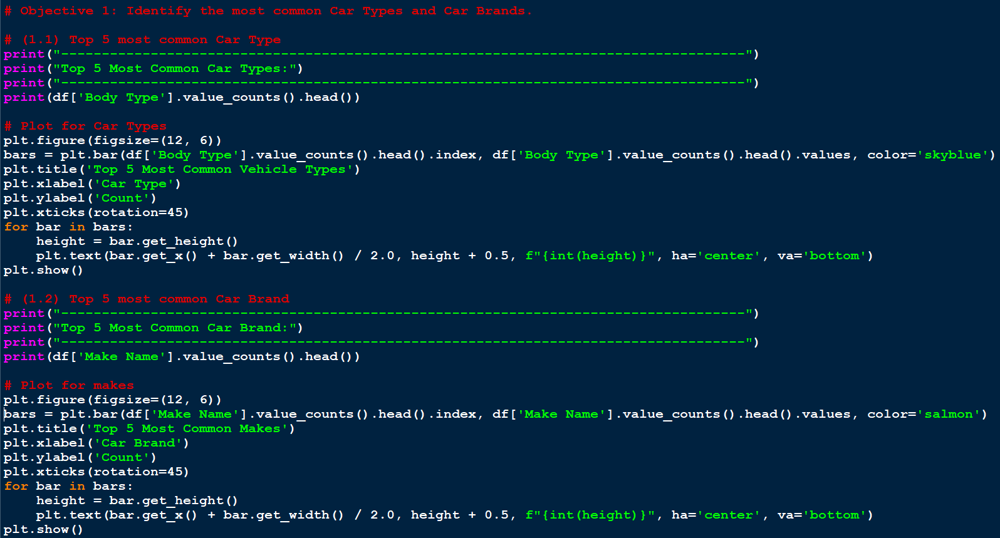 # Objective 1: Identify the most common Car Types and Car Brands.

# (1.1) Top 5 most common Car Type
print("------------------------------------------------------------------------------------")
print("Top 5 Most Common Car Types:")
print("------------------------------------------------------------------------------------")
print(df['Body Type'].value_counts().head())

# Plot for Car Types
plt.figure(figsize=(12, 6))
bars = plt.bar(df['Body Type'].value_counts().head().index, df['Body Type'].value_counts().head().values, color='skyblue')
plt.title('Top 5 Most Common Vehicle Types')
plt.xlabel('Car Type')
plt.ylabel('Count')
plt.xticks(rotation=45)
for bar in bars:
    height = bar.get_height()
    plt.text(bar.get_x() + bar.get_width() / 2.0, height + 0.5, f"{int(height)}", ha='center', va='bottom')
plt.show()

# (1.2) Top 5 most common Car Brand
print("------------------------------------------------------------------------------------")
print("Top 5 Most Common Car Brand:")
print("------------------------------------------------------------------------------------")
print(df['Make Name'].value_counts().head())

# Plot for makes
plt.figure(figsize=(12, 6))
bars = plt.bar(df['Make Name'].value_counts().head().index, df['Make Name'].value_counts().head().values, color='salmon')
plt.title('Top 5 Most Common Makes')
plt.xlabel('Car Brand')
plt.ylabel('Count')
plt.xticks(rotation=45)
for bar in bars:
    height = bar.get_height()
    plt.text(bar.get_x() + bar.get_width() / 2.0, height + 0.5, f"{int(height)}", ha='center', va='bottom')
plt.show()